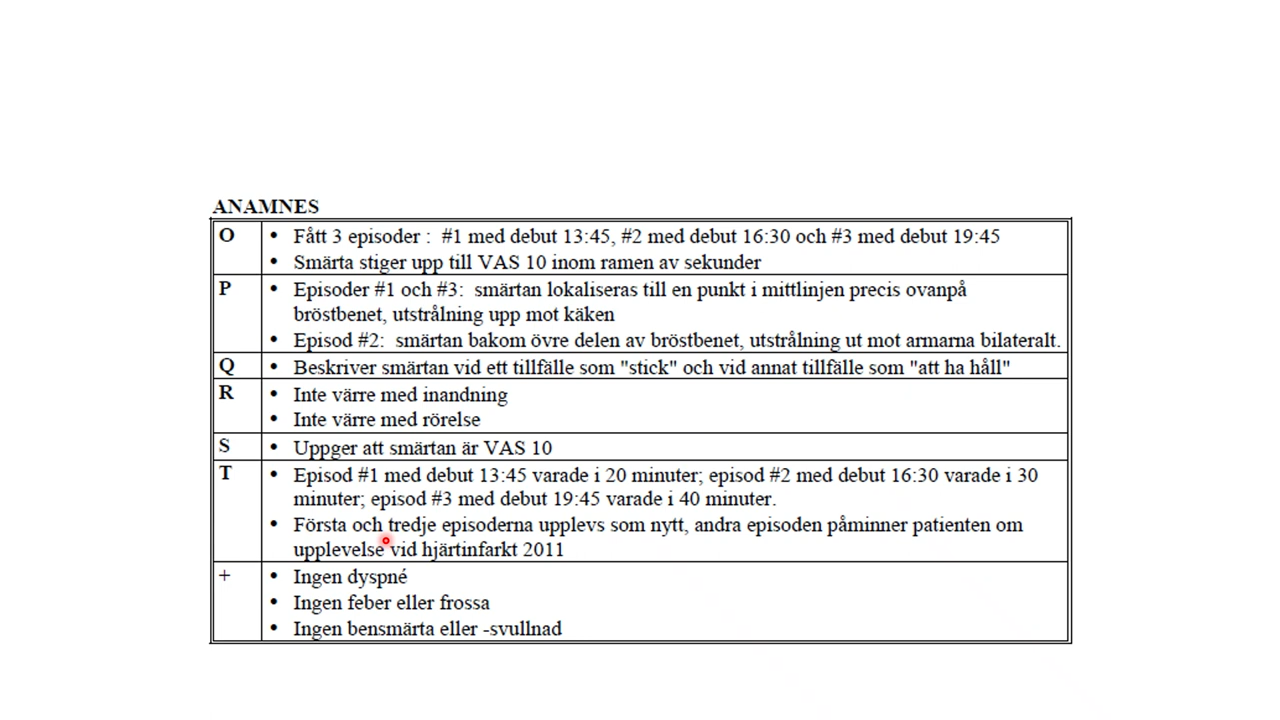 ANAMNES
O
• Fått 3 episoder : #1 med debut 13:45, #2 med debut 16:30 och #3 med debut 19:45
• Smärta stiger upp till VAS 10 inom ramen av sekunder
P
• Episoder #1 och #3: smärtan lokaliseras till en punkt i mittlinjen precis ovanpå
bröstbenet, utstrålning upp mot käken
• Episod #2: smärtan bakom övre delen av bröstbenet, utstrålning ut mot armarna bilateralt.
Q
• Beskriver smärtan vid ett tillfälle som "stick" och vid annat tillfälle som "att ha håll"
R
• Inte värre med inandning
• Inte värre med rörelse
S
• Uppger att smärtan är VAS 10
T
• Episod #1 med debut 13:45 varade i 20 minuter; episod #2 med debut 16:30 varade i 30
minuter; episod #3 med debut 19:45 varade i 40 minuter.
• Första och tredje episoderna upplevs som nytt, andra episoden påminner patienten om
upplevelse vid hjärtinfarkt 2011
+
• Ingen dyspné
• Ingen feber eller frossa
• Ingen bensmärta eller -svullnad